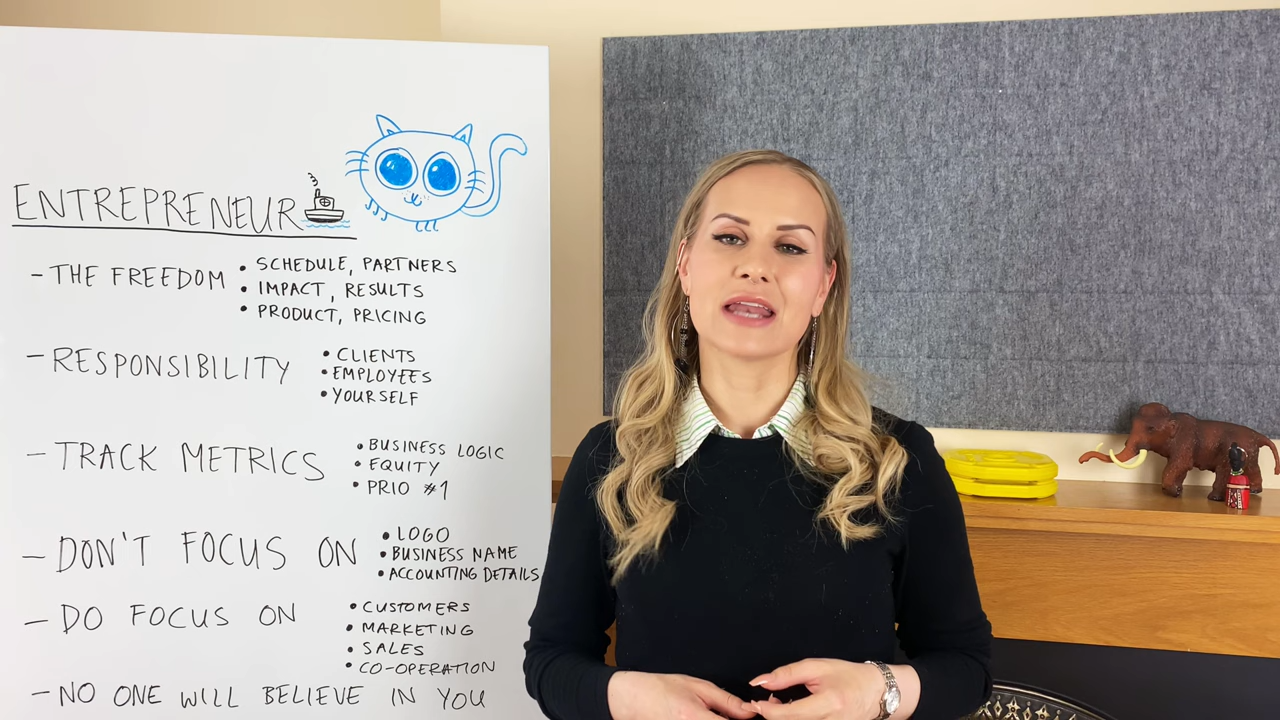 ENTREPRENEUR
- THE FREEDOM
• SCHEDULE, PARTNERS
• IMPACT, RESULTS
• PRODUCT, PRICING
- RESPONSIBILITY
• CLIENTS
• EMPLOYEES
• YOURSELF
- TRACK METRICS
• BUSINESS LOGIC
• EQUITY
• PRIO #1
- DON'T FOCUS ON
• LOGO
• BUSINESS NAME
• ACCOUNTING DETAILS
- DO FOCUS ON
• CUSTOMERS
• MARKETING
• SALES
• CO-OPERATION
- NO ONE WILL BELIEVE IN YOU